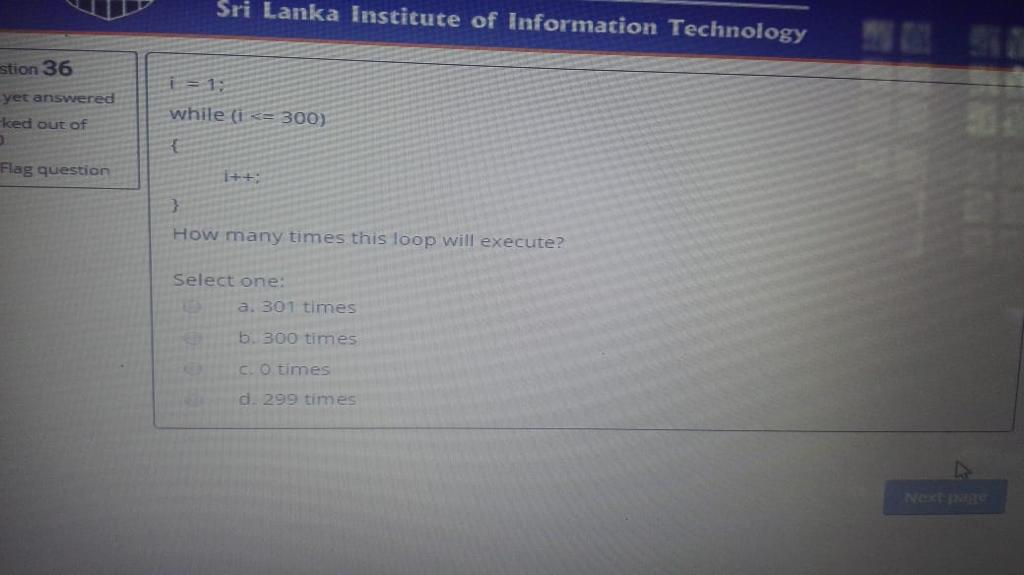 Sri Lanka Institute of Information Technology
stion 36
yet answered
ked out of
Flag question
i = 1;
while (i <= 300)
{
i++;
}
How many times this loop will execute?
Select one:
a. 301 times
b. 300 times
c. 0 times
d. 299 times
Next page